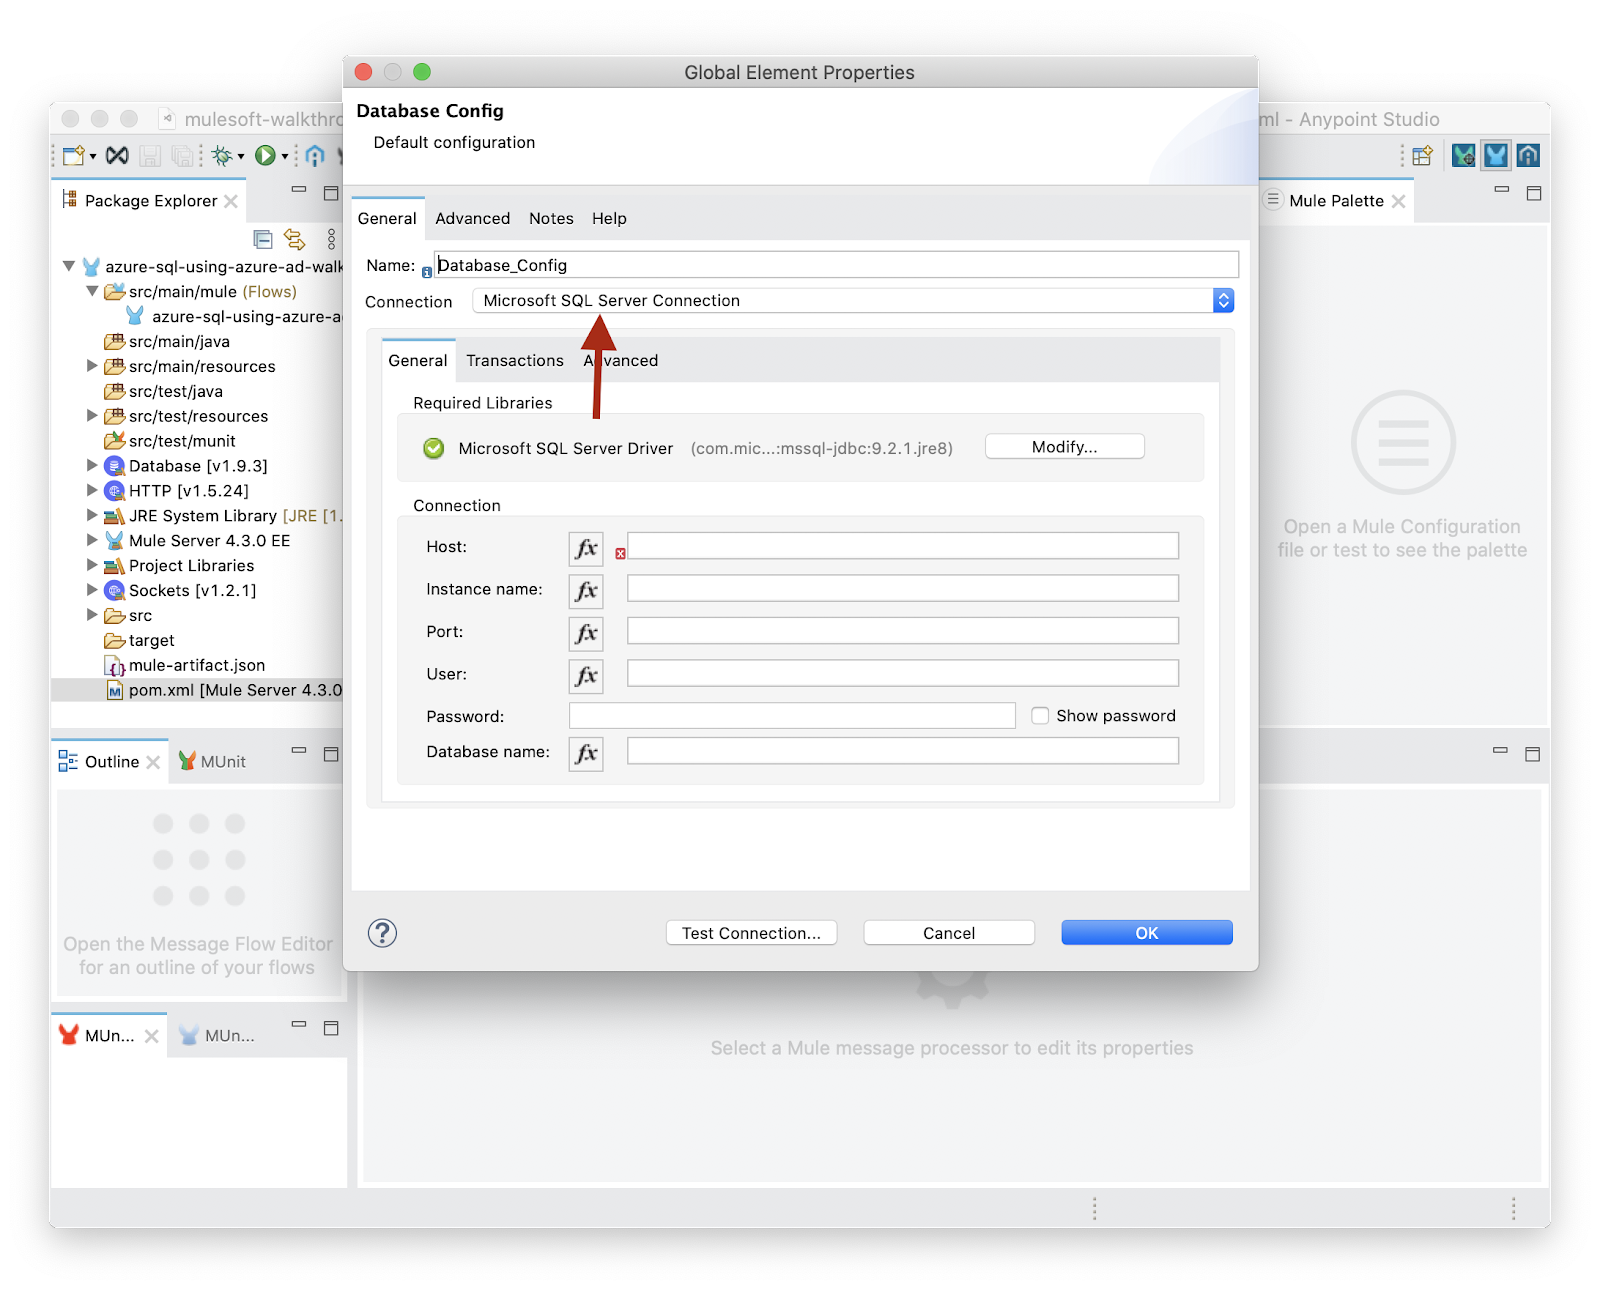 Global Element Properties
Database Config
Default configuration
mulesoft-walkthro
ml - Anypoint Studio
Package Explorer
azure-sql-using-azure-ad-walk
src/main/mule (Flows)
azure-sql-using-azure-a
src/main/java
src/main/resources
src/test/java
src/test/resources
src/test/munit
Database [v1.9.3]
HTTP [v1.5.24]
JRE System Library [JRE [1.
Mule Server 4.3.0 EE
Project Libraries
Sockets [v1.2.1]
src
target
mule-artifact.json
pom.xml [Mule Server 4.3.0
General Advanced Notes Help
Name: Database_Config
Connection Microsoft SQL Server Connection
General Transactions Advanced
Required Libraries
Microsoft SQL Server Driver (com.mic...:mssql-jdbc:9.2.1.jre8) Modify...
Connection
Host: fx
Instance name: fx
Port: fx
User: fx
Password: Show password
Database name: fx
? Test Connection... Cancel OK
Mule Palette
Open a Mule Configuration
file or test to see the palette
Outline MUnit
Open the Message Flow Editor
for an outline of your flows
MUn... MUn...
Select a Mule message processor to edit its properties